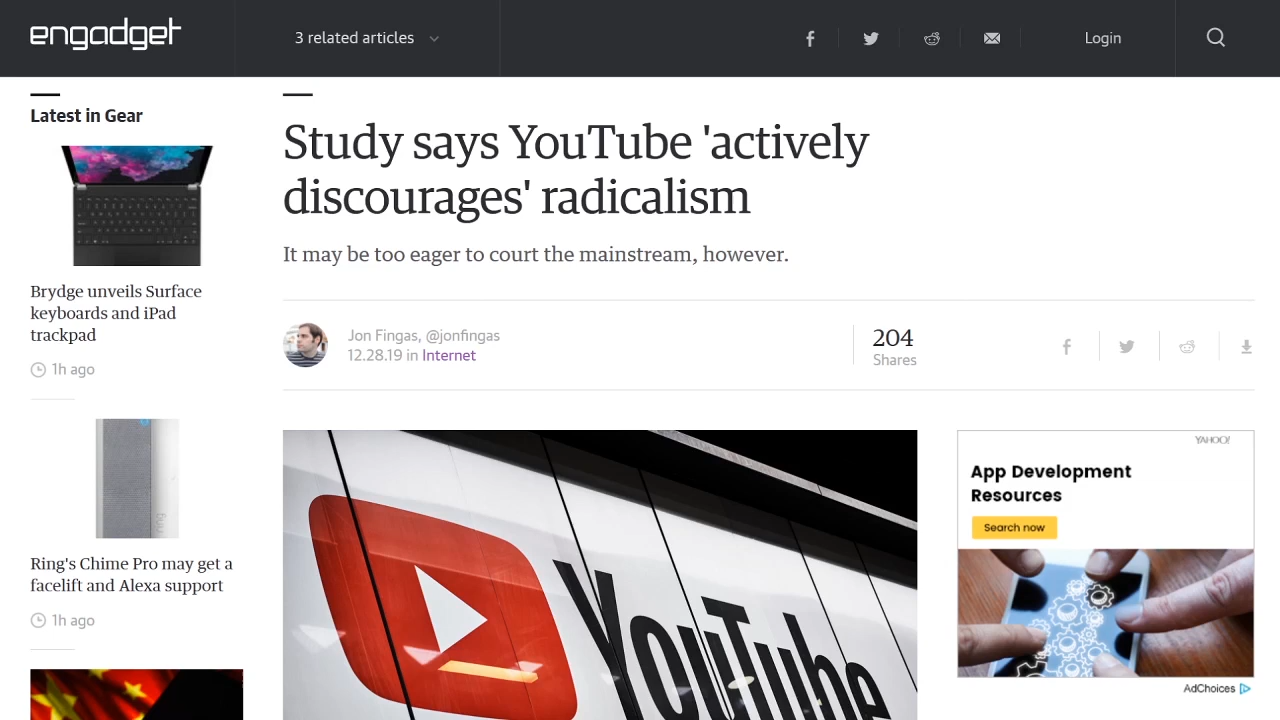 engadget
3 related articles
Login
Latest in Gear
Brydge unveils Surface
keyboards and iPad
trackpad
1h ago
Ring's Chime Pro may get a
facelift and Alexa support
1h ago
Study says YouTube 'actively
discourages' radicalism
It may be too eager to court the mainstream, however.
Jon Fingas, @jonfingas
12.28.19 in Internet
204
Shares
YouTube
YAHOO!
App Development
Resources
Search now
AdChoices